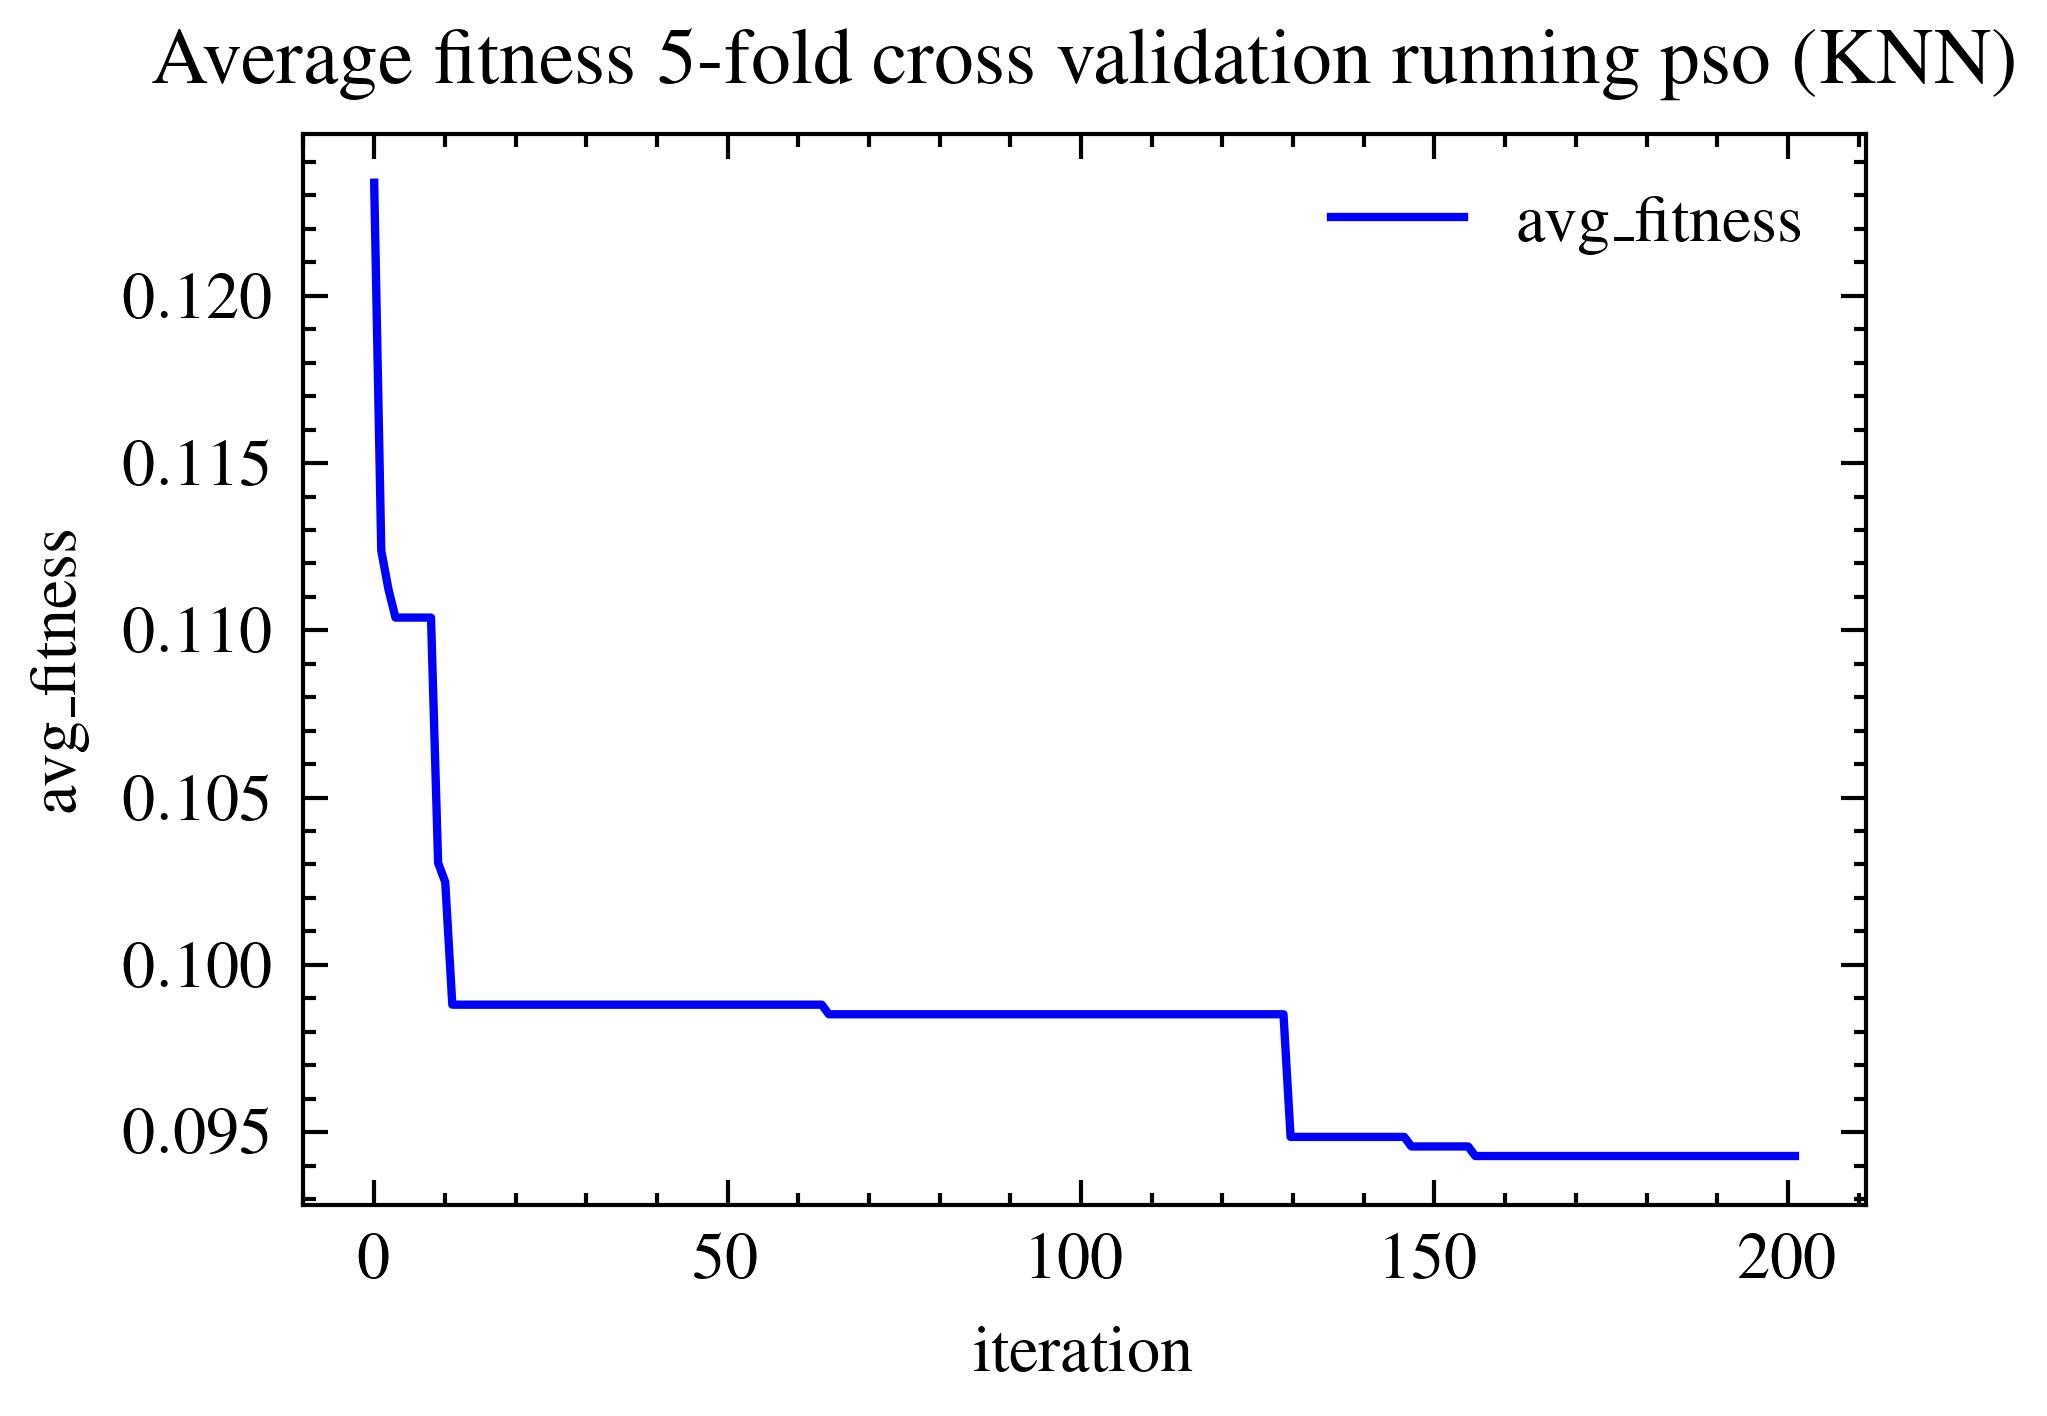 Average fitness 5-fold cross validation running pso (KNN)
avg_fitness
0.120
0.115
0.110
0.105
0.100
0.095
avg_fitness
0 50 100 150 200
iteration